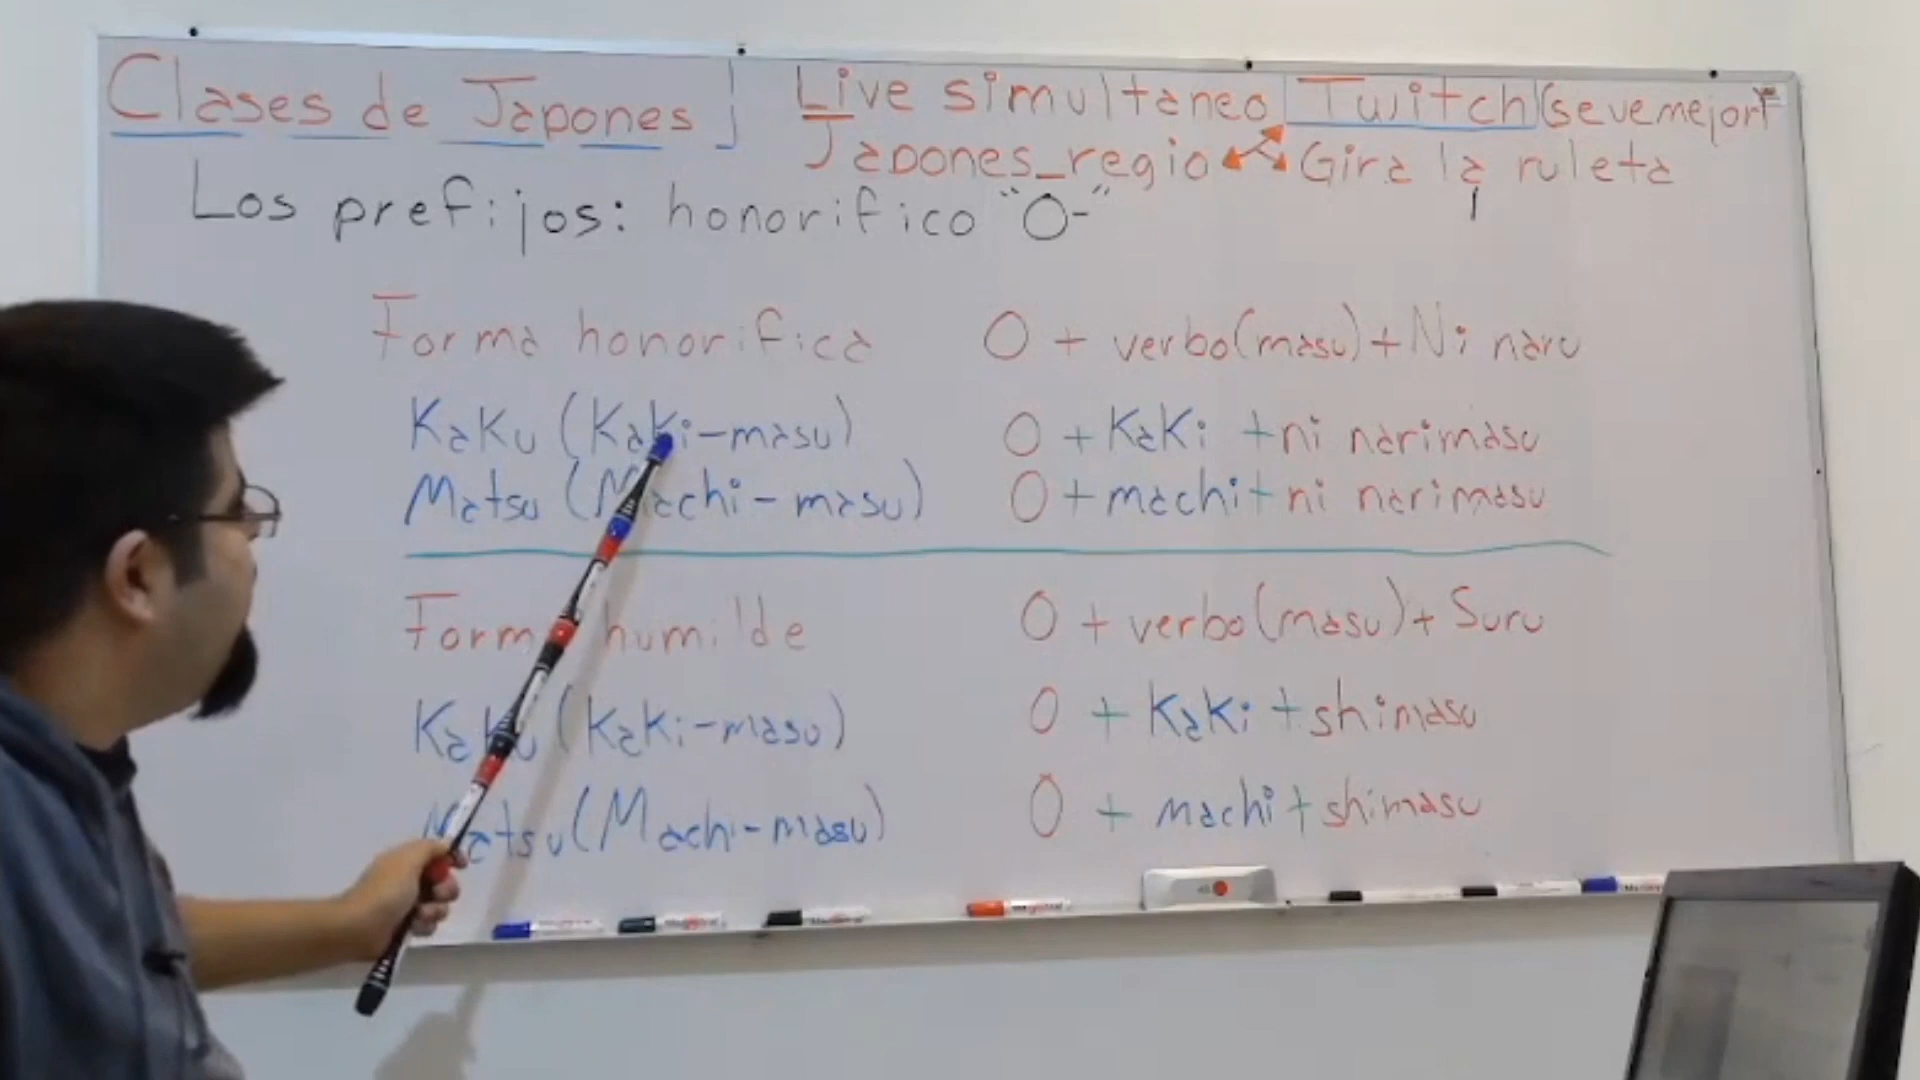 Clases de Japones
Live simultaneo Twitch (se ve mejor)
Japones_regio Gira la ruleta
Los prefijos: honorifico "O-"
Forma honorifica O + verbo(masu)+Ni naru
Kaku (Kaki-masu) O + Kaki + ni narimasu
Matsu (Machi-masu) O + machi + ni narimasu
Forma humilde O + verbo(masu)+ Suru
Kaku (Kaki-masu) O + Kaki + shimasu
Matsu (Machi-masu) O + machi + shimasu